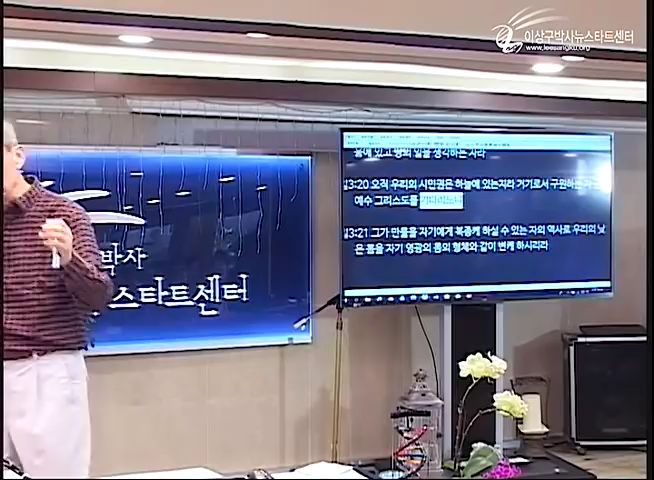 이상구박사뉴스타트센터
www.leesangku.org
몸에 있고 땅의 일을 생각하는 자라
3:20 오직 우리의 시민권은 하늘에 있는지라 거기로서 구원하는
예수 그리스도를 기다리노니
3:21 그가 만물을 자기에게 복종케 하실 수 있는 자의 역사로 우리의 낮
은 몸을 자기 영광의 몸의 형체와 같이 변케 하시리라
박사
스타트센터